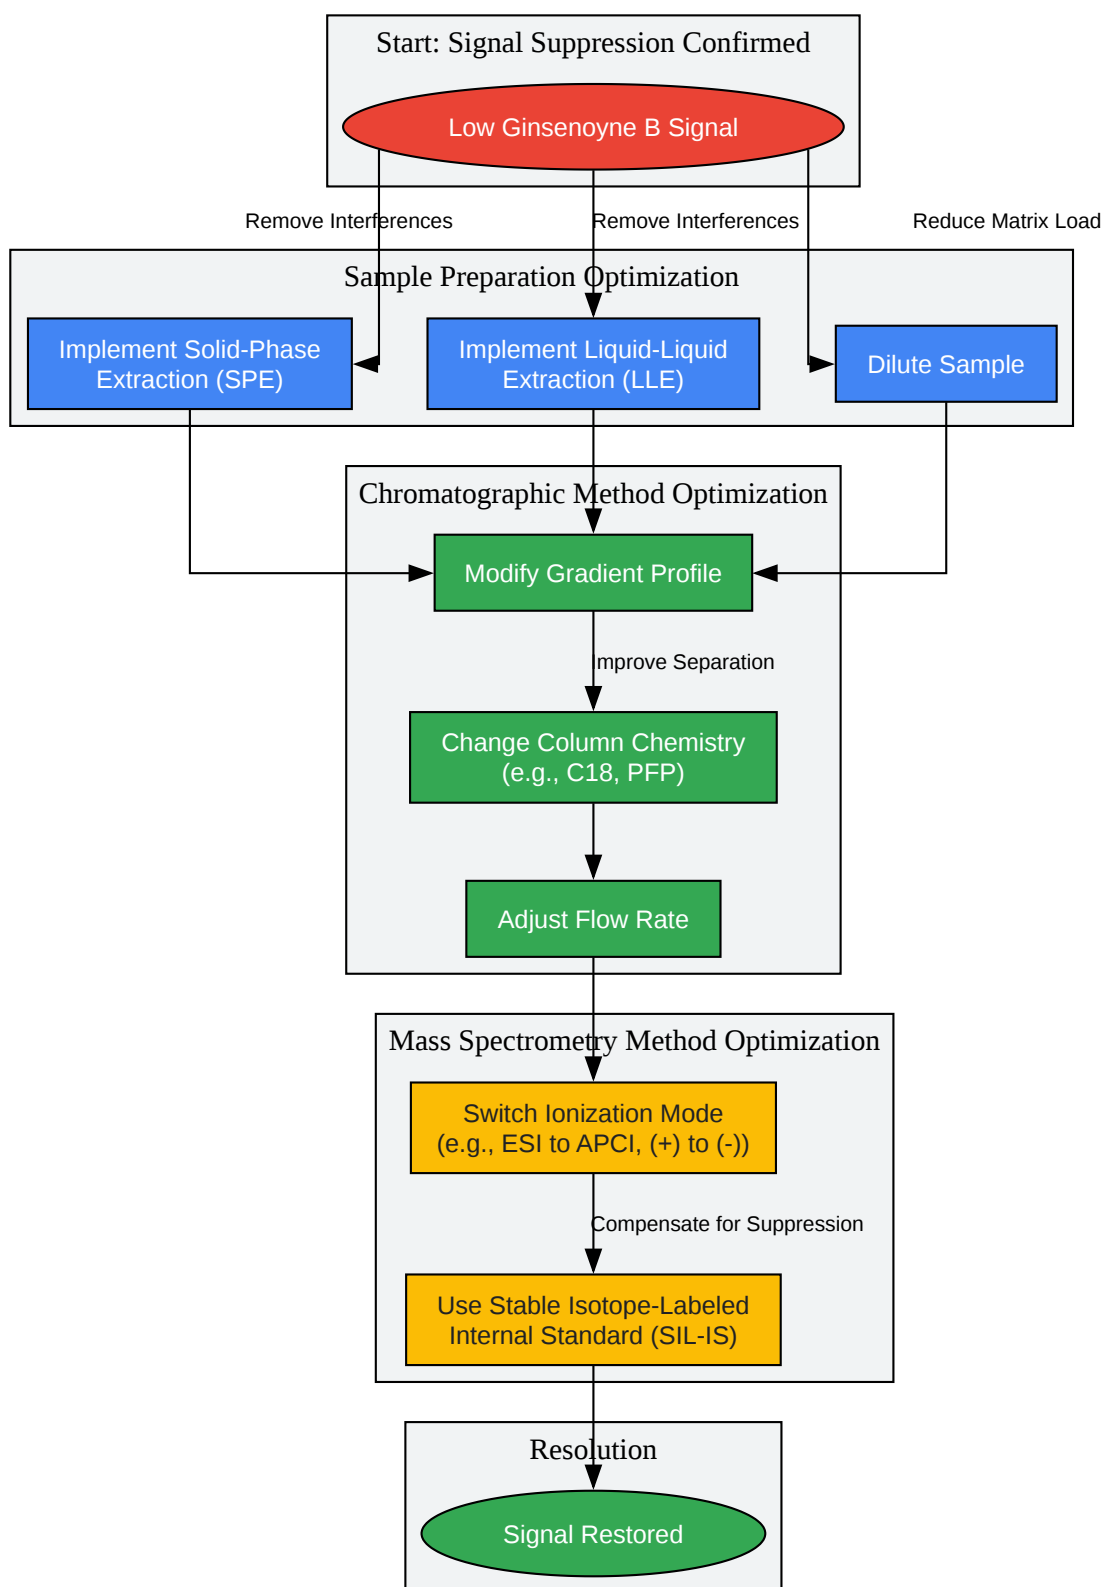 Start: Signal Suppression Confirmed
Low Ginsenoyne B Signal
Remove Interferences
Remove Interferences
Reduce Matrix Load
Sample Preparation Optimization
Implement Solid-Phase
Extraction (SPE)
Implement Liquid-Liquid
Extraction (LLE)
Dilute Sample
Chromatographic Method Optimization
Modify Gradient Profile
Improve Separation
Change Column Chemistry
(e.g., C18, PFP)
Adjust Flow Rate
Mass Spectrometry Method Optimization
Switch Ionization Mode
(e.g., ESI to APCI, (+) to (-))
Compensate for Suppression
Use Stable Isotope-Labeled
Internal Standard (SIL-IS)
Resolution
Signal Restored